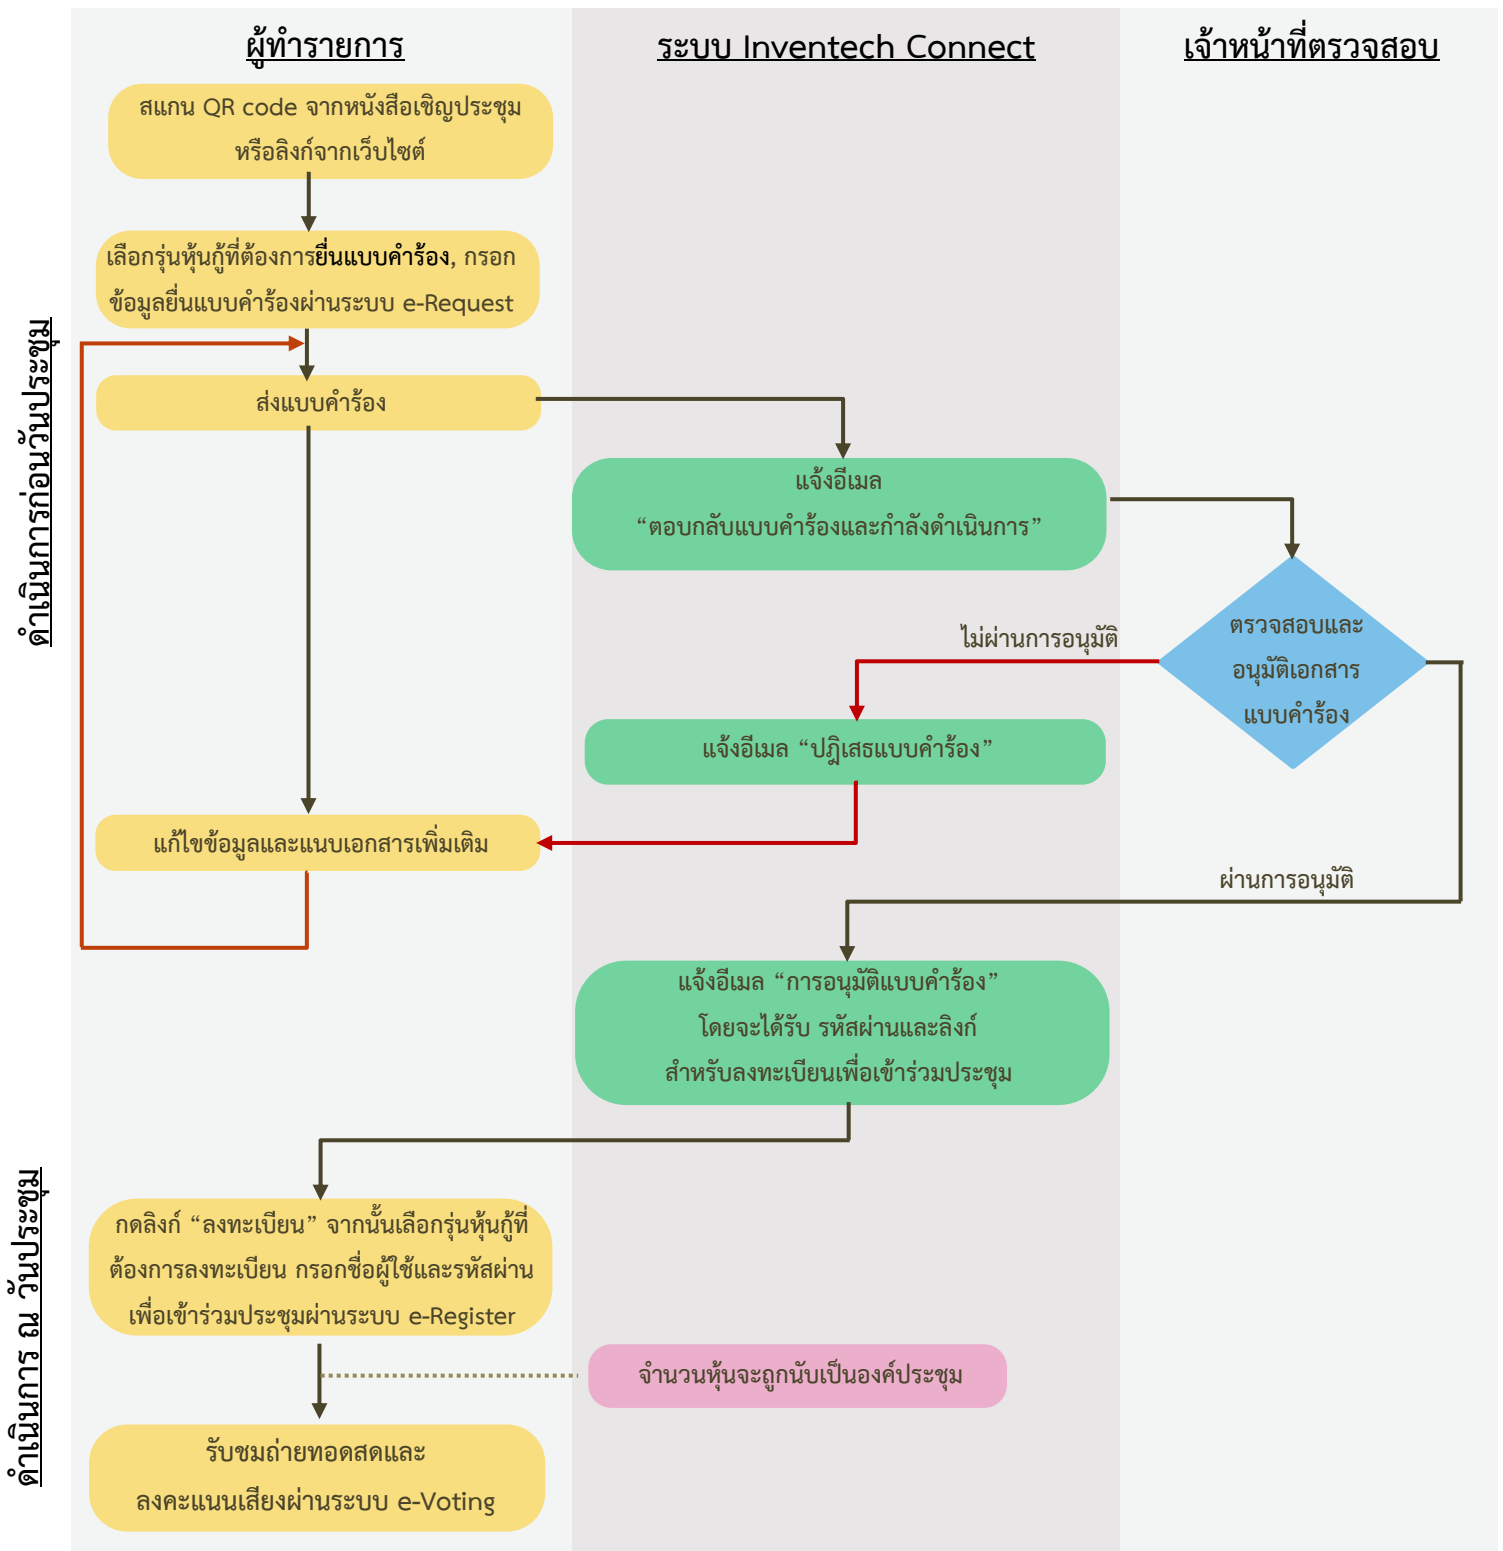 ผู้ทำรายการ
ระบบ Inventech Connect
เจ้าหน้าที่ตรวจสอบ
ดำเนินการก่อนวันประชุม
สแกน QR code จากหนังสือเชิญประชุม
หรือลิงก์จากเว็บไซต์
เลือกรุ่นหุ้นกู้ที่ต้องการยื่นแบบคำร้อง, กรอก
ข้อมูลยื่นแบบคำร้องผ่านระบบ e-Request
ส่งแบบคำร้อง
แจ้งอีเมล
“ตอบกลับแบบคำร้องและกำลังดำเนินการ”
ตรวจสอบและ
อนุมัติเอกสาร
แบบคำร้อง
ไม่ผ่านการอนุมัติ
แจ้งอีเมล “ปฎิเสธแบบคำร้อง”
แก้ไขข้อมูลและแนบเอกสารเพิ่มเติม
ผ่านการอนุมัติ
แจ้งอีเมล “การอนุมัติแบบคำร้อง”
โดยจะได้รับ รหัสผ่านและลิงก์
สำหรับลงทะเบียนเพื่อเข้าร่วมประชุม
ดำเนินการ ณ วันประชุม
กดลิงก์ “ลงทะเบียน” จากนั้นเลือกรุ่นหุ้นกู้ที่
ต้องการลงทะเบียน กรอกชื่อผู้ใช้และรหัสผ่าน
เพื่อเข้าร่วมประชุมผ่านระบบ e-Register
จำนวนหุ้นจะถูกนับเป็นองค์ประชุม
รับชมถ่ายทอดสดและ
ลงคะแนนเสียงผ่านระบบ e-Voting